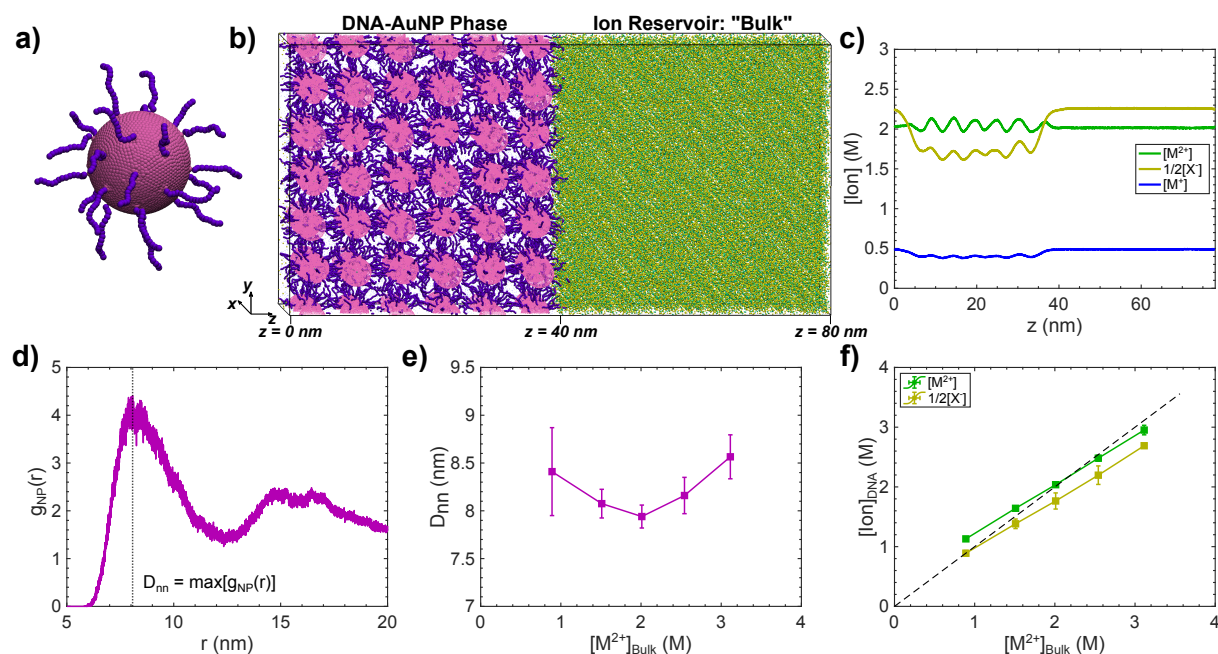 a)
b)
DNA-AuNP Phase
Ion Reservoir: "Bulk"
y
x
z
z = 0 nm
z = 40 nm
z = 80 nm
c)
3
2.5
2
1.5
1
0.5
0
[Ion] (M)
[M²⁺]
1/2[X⁻]
[M⁺]
0
20
40
60
z (nm)
d)
5
4
3
2
1
0
g_NP(r)
D_nn = max[g_NP(r)]
5
10
15
20
r (nm)
e)
9.5
9
8.5
8
7.5
7
D_nn (nm)
0
1
2
3
4
[M²⁺]_Bulk (M)
f)
4
3
2
1
0
[Ion]_DNA (M)
[M²⁺]
1/2[X⁻]
0
1
2
3
4
[M²⁺]_Bulk (M)